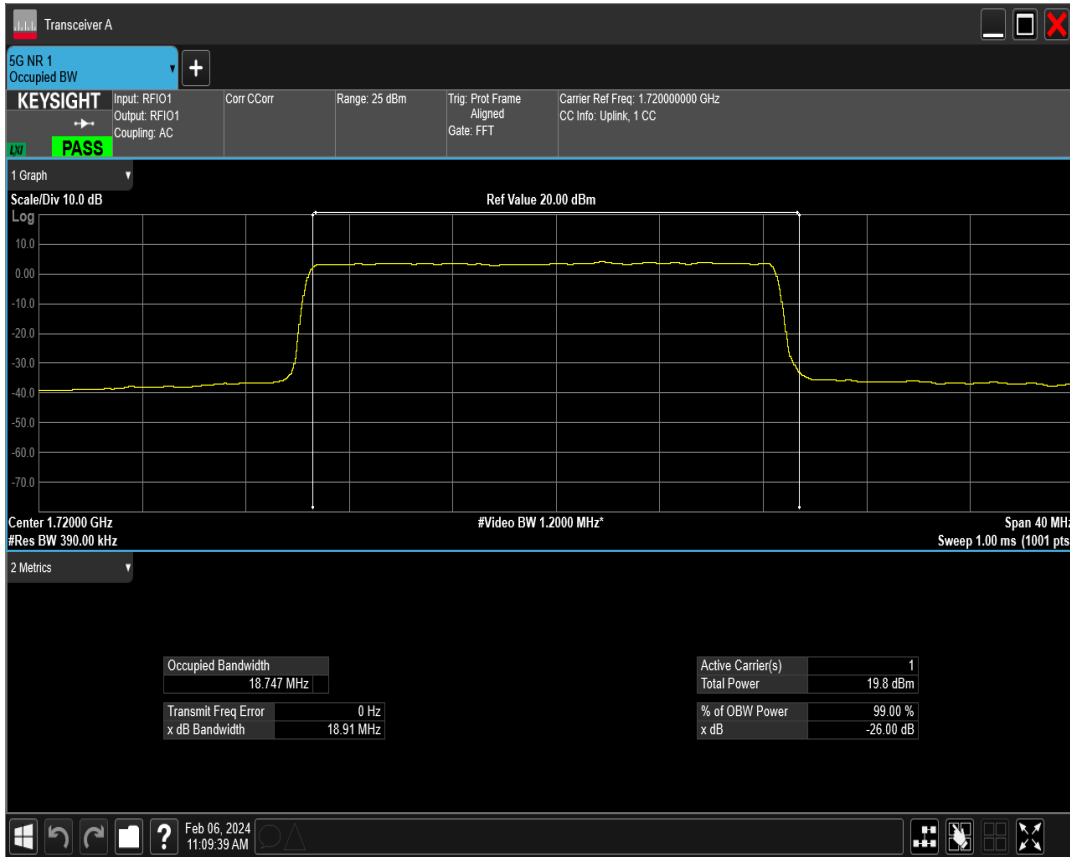 Transceiver A
5G NR 1
Occupied BW
KEYSIGHT
LXI
PASS
Input: RFIO1
Output: RFIO1
Coupling: AC
Corr CCorr
Range: 25 dBm
Trig: Prot Frame
Aligned
Gate: FFT
Carrier Ref Freq: 1.720000000 GHz
CC Info: Uplink, 1 CC
1 Graph
Scale/Div 10.0 dB
Ref Value 20.00 dBm
Log
10.0
0.00
-10.0
-20.0
-30.0
-40.0
-50.0
-60.0
-70.0
Center 1.72000 GHz
#Video BW 1.2000 MHz*
Span 40 MHz
#Res BW 390.00 kHz
Sweep 1.00 ms (1001 pts
2 Metrics
Occupied Bandwidth
18.747 MHz
Transmit Freq Error 0 Hz
x dB Bandwidth 18.91 MHz
Active Carrier(s) 1
Total Power 19.8 dBm
% of OBW Power 99.00 %
x dB -26.00 dB
?
Feb 06, 2024
11:09:39 AM